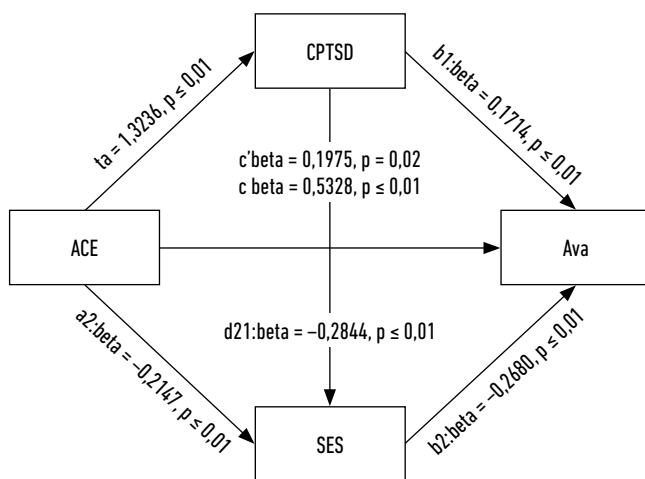 CPTSD
ta = 1,3236, p ≤ 0,01
b1:beta = 0,1714, p ≤ 0,01
c'beta = 0,1975, p = 0,02
c beta = 0,5328, p ≤ 0,01
ACE
Ava
a2:beta = –0,2147, p ≤ 0,01
d21:beta = –0,2844, p ≤ 0,01
b2:beta = –0,2680, p ≤ 0,01
SES